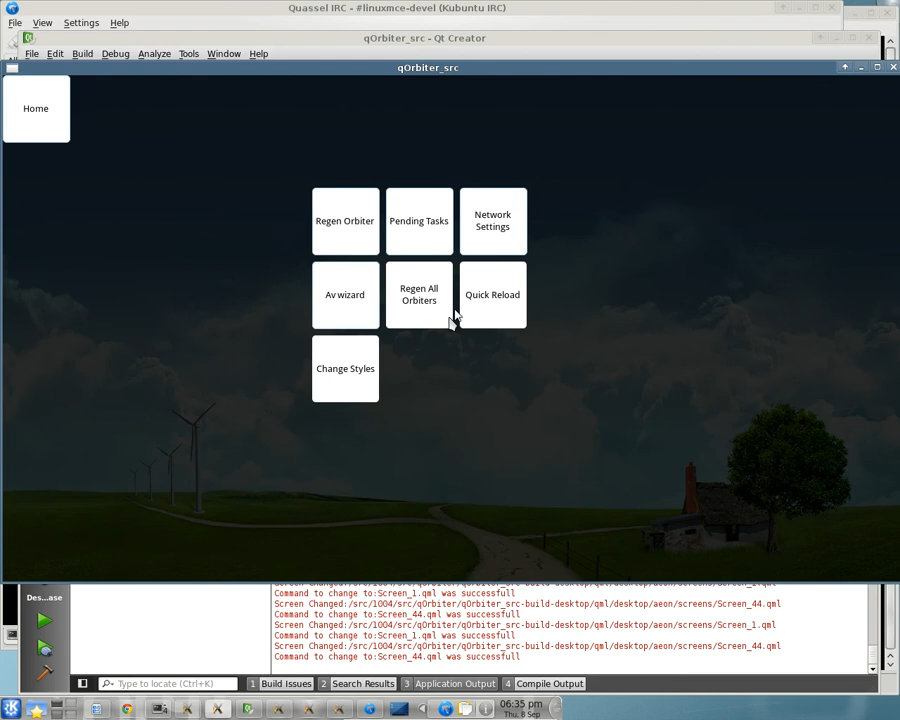 Quassel IRC - #linuxmce-devel (Kubuntu IRC)
File View Settings Help
qOrbiter_src - Qt Creator
File Edit Build Debug Analyze Tools Window Help
qOrbiter_src
Home
Regen Orbiter
Pending Tasks
Network
Settings
Av wizard
Regen All
Orbiters
Quick Reload
Change Styles
Des...ase
Command to change to:Screen_1.qml was successfull
Screen Changed:/src/1004/src/qOrbiter/qOrbiter_src-build-desktop/qml/desktop/aeon/screens/Screen_44.qml
Command to change to:Screen_44.qml was successfull
Screen Changed:/src/1004/src/qOrbiter/qOrbiter_src-build-desktop/qml/desktop/aeon/screens/Screen_1.qml
Command to change to:Screen_1.qml was successfull
Screen Changed:/src/1004/src/qOrbiter/qOrbiter_src-build-desktop/qml/desktop/aeon/screens/Screen_44.qml
Command to change to:Screen_44.qml was successfull
Type to locate (Ctrl+K)
1 Build Issues
2 Search Results
3 Application Output
4 Compile Output
06:35 pm
Thu, 8 Sep